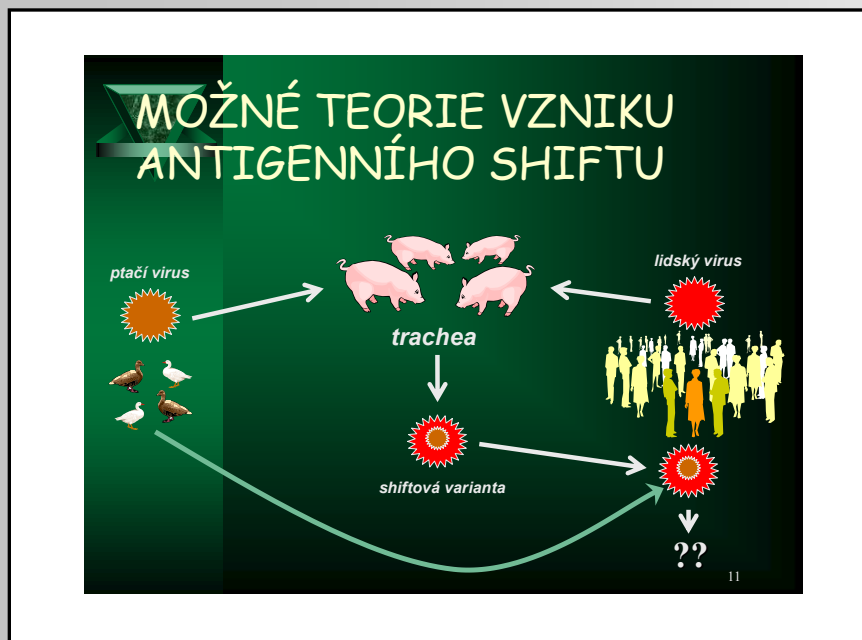 MOŽNÉ TEORIE VZNIKU
ANTIGENNÍHO SHIFTU
ptačí virus
lidský virus
trachea
shiftová varianta
??
11